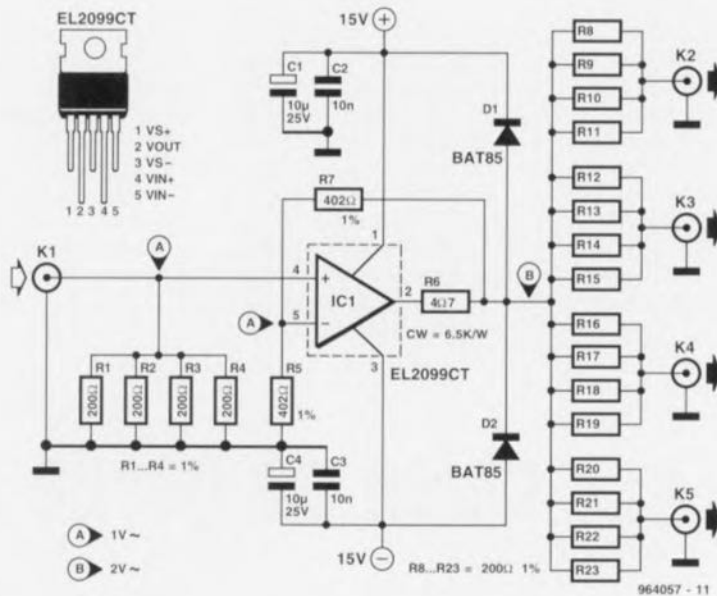 EL2099CT
1 VS+
2 VOUT
3 VS−
4 VIN+
5 VIN−
1 2 3 4 5
15V +
C1
10µ
25V
C2
10n
D1
BAT85
R7
402Ω
1%
K1
A
A
4
5
1
2
3
+
−
IC1
EL2099CT
R6
4Ω7
CW = 6.5K/W
B
R1
200Ω
R2
200Ω
R3
200Ω
R4
200Ω
R1...R4 = 1%
R5
402Ω
1%
C4
10µ
25V
C3
10n
D2
BAT85
15V −
A 1V ~
B 2V ~
R8
R9
R10
R11
K2
R12
R13
R14
R15
K3
R16
R17
R18
R19
K4
R20
R21
R22
R23
K5
R8...R23 = 200Ω 1%
964057 - 11